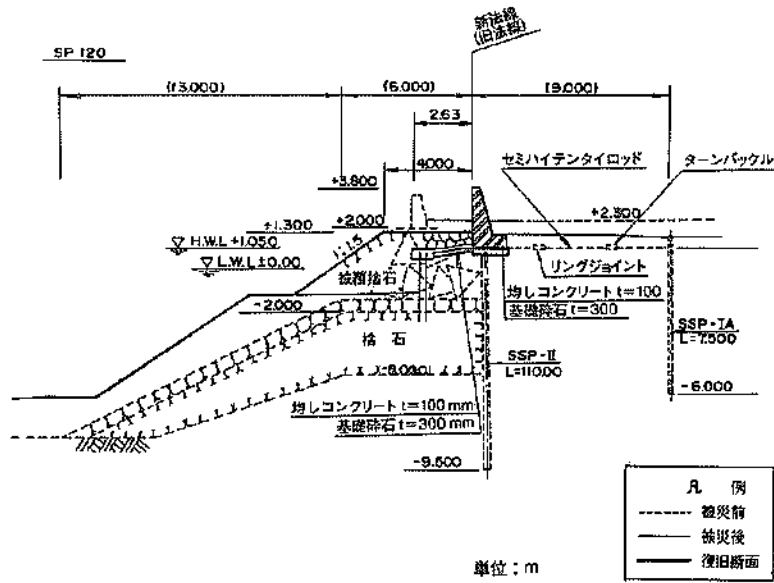 新法線
(旧法線)
SP 120
(13.000)
(6.000)
(9.000)
2.63
4.000
セミハイテンタイロッド
ターンバックル
+3.800
+2.000
+1.300
+2.300
H.W.L +1.050
L.W.L ±0.00
1:1.5
被覆捨石
リングジョイント
均しコンクリート t=100
基礎砕石 t=300
-2.000
捨石
SSP-IA
L=7.500
SSP-II
L=11.000
-8.000
-6.000
均しコンクリート t=100 mm
基礎砕石 t=300 mm
-9.500
凡 例
被災前
被災後
復旧断面
単位：m